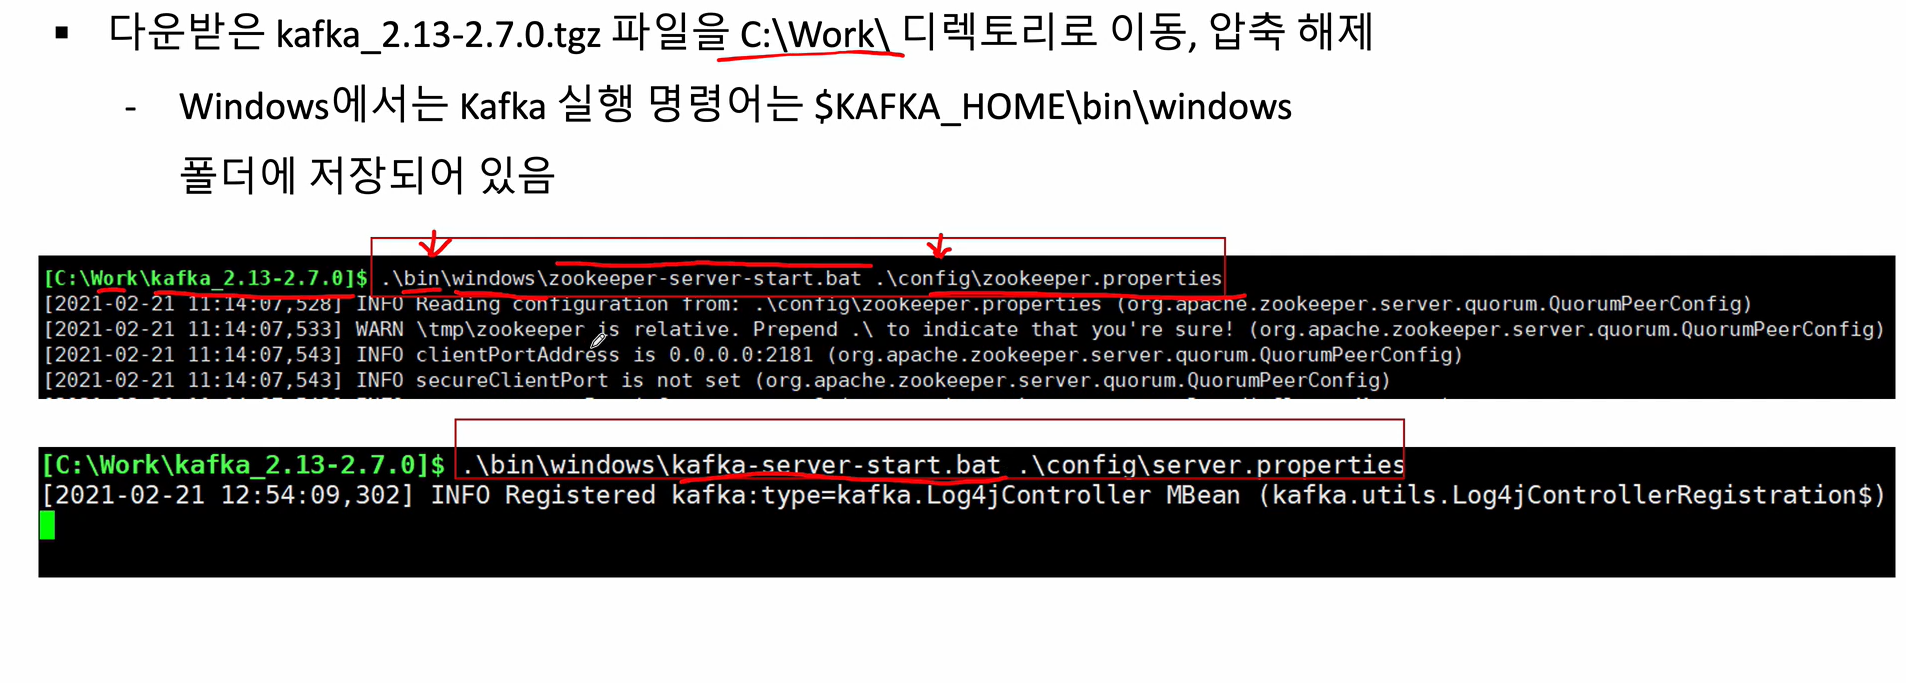 ▪ 다운받은 kafka_2.13-2.7.0.tgz 파일을 C:\Work\ 디렉토리로 이동, 압축 해제
- Windows에서는 Kafka 실행 명령어는 $KAFKA_HOME\bin\windows
폴더에 저장되어 있음
[C:\Work\kafka_2.13-2.7.0]$ .\bin\windows\zookeeper-server-start.bat .\config\zookeeper.properties
[2021-02-21 11:14:07,528] INFO Reading configuration from: .\config\zookeeper.properties (org.apache.zookeeper.server.quorum.QuorumPeerConfig)
[2021-02-21 11:14:07,533] WARN \tmp\zookeeper is relative. Prepend .\ to indicate that you're sure! (org.apache.zookeeper.server.quorum.QuorumPeerConfig)
[2021-02-21 11:14:07,543] INFO clientPortAddress is 0.0.0.0:2181 (org.apache.zookeeper.server.quorum.QuorumPeerConfig)
[2021-02-21 11:14:07,543] INFO secureClientPort is not set (org.apache.zookeeper.server.quorum.QuorumPeerConfig)
[C:\Work\kafka_2.13-2.7.0]$ .\bin\windows\kafka-server-start.bat .\config\server.properties
[2021-02-21 12:54:09,302] INFO Registered kafka:type=kafka.Log4jController MBean (kafka.utils.Log4jControllerRegistration$)